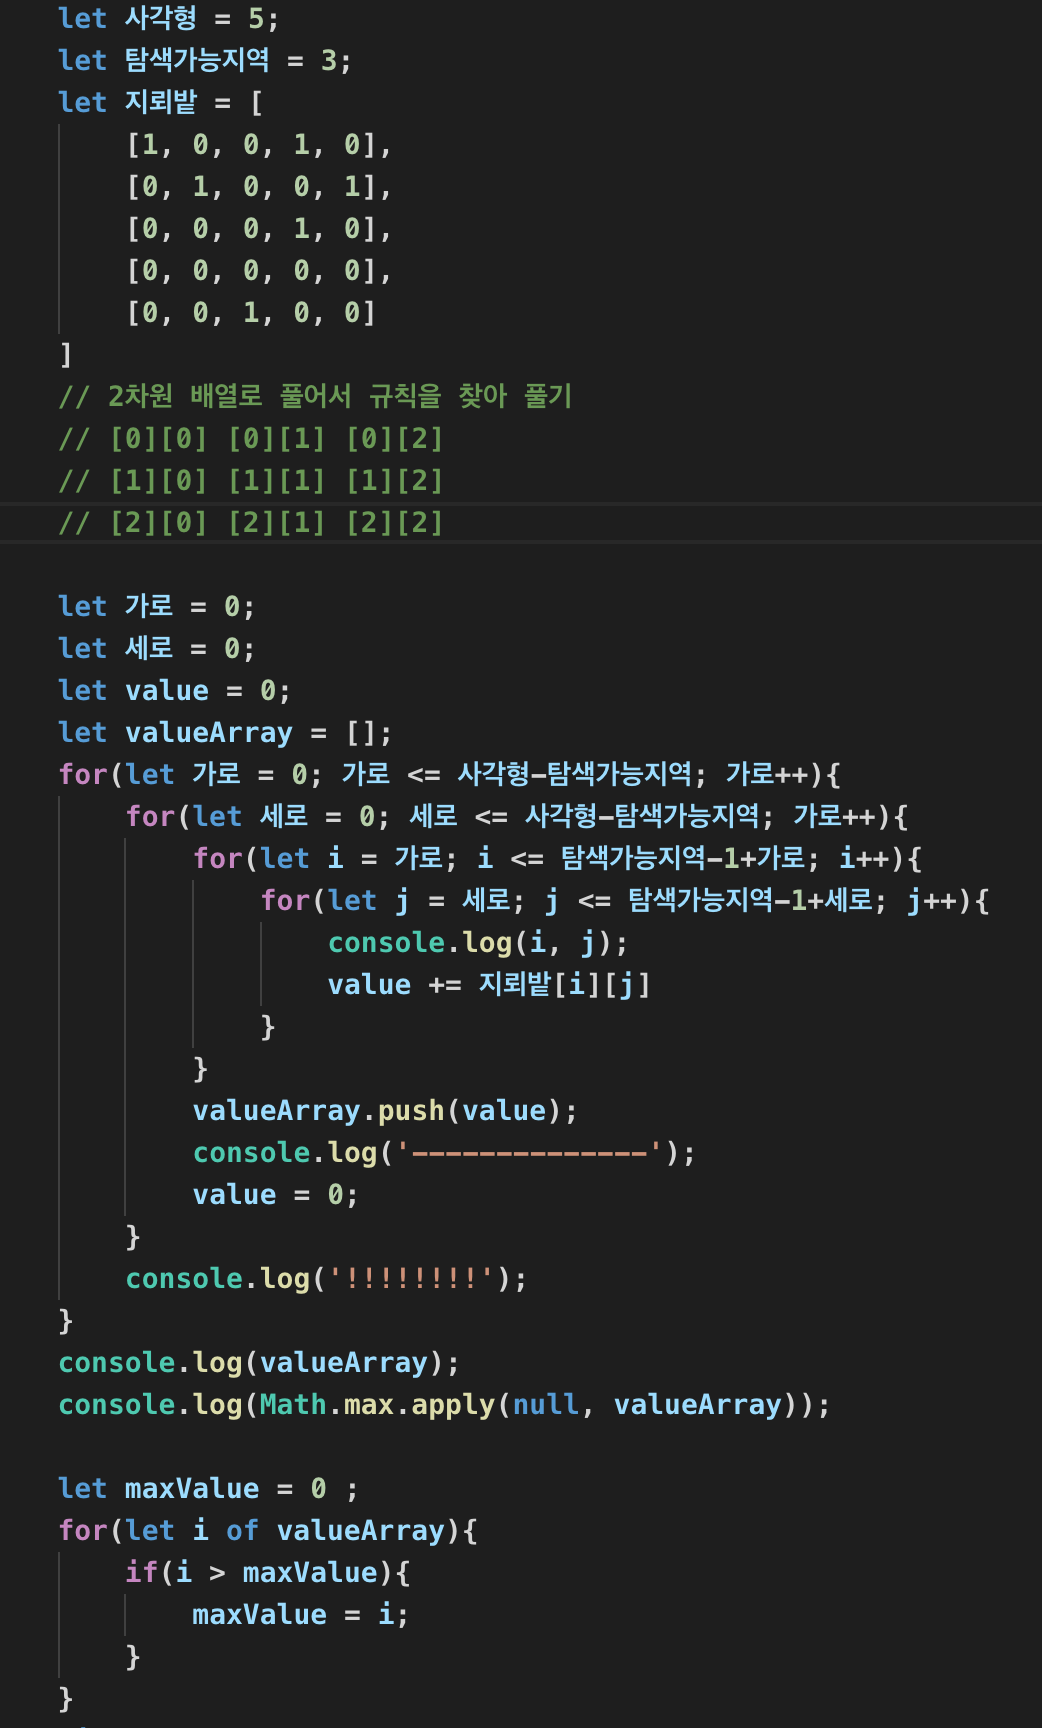 let 사각형 = 5;
let 탐색가능지역 = 3;
let 지뢰밭 = [
[1, 0, 0, 1, 0],
[0, 1, 0, 0, 1],
[0, 0, 0, 1, 0],
[0, 0, 0, 0, 0],
[0, 0, 1, 0, 0]
]
// 2차원 배열로 풀어서 규칙을 찾아 풀기
// [0][0] [0][1] [0][2]
// [1][0] [1][1] [1][2]
// [2][0] [2][1] [2][2]
let 가로 = 0;
let 세로 = 0;
let value = 0;
let valueArray = [];
for(let 가로 = 0; 가로 <= 사각형-탐색가능지역; 가로++){
for(let 세로 = 0; 세로 <= 사각형-탐색가능지역; 가로++){
for(let i = 가로; i <= 탐색가능지역-1+가로; i++){
for(let j = 세로; j <= 탐색가능지역-1+세로; j++){
console.log(i, j);
value += 지뢰밭[i][j]
}
}
valueArray.push(value);
console.log('--------------');
value = 0;
}
console.log('!!!!!!!!');
}
console.log(valueArray);
console.log(Math.max.apply(null, valueArray));
let maxValue = 0 ;
for(let i of valueArray){
if(i > maxValue){
maxValue = i;
}
}